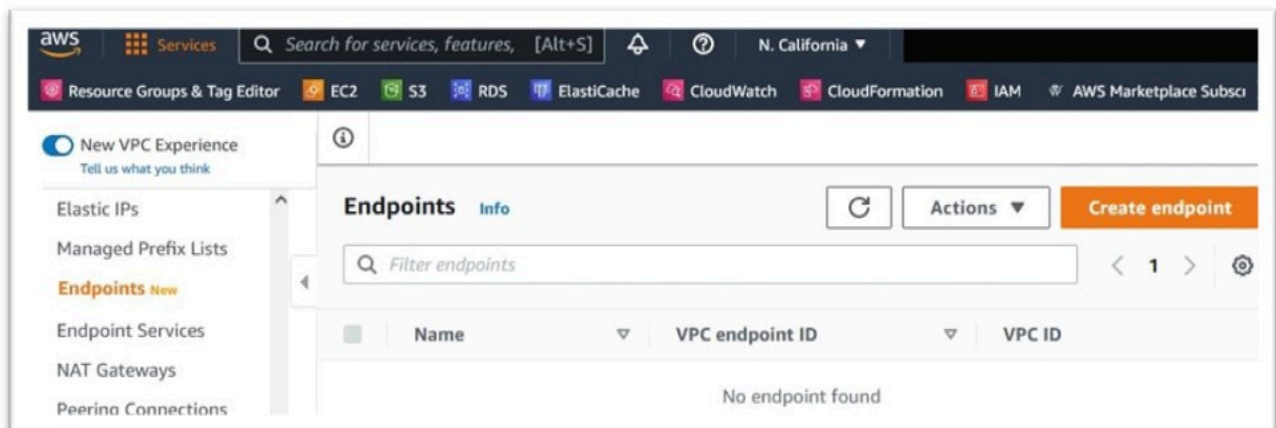 aws Services Search for services, features, [Alt+S] N. California
Resource Groups & Tag Editor EC2 S3 RDS ElastiCache CloudWatch CloudFormation IAM AWS Marketplace
New VPC Experience
Tell us what you think
Elastic IPs
Managed Prefix Lists
Endpoints New
Endpoint Services
NAT Gateways
Peering Connections
Endpoints Info Actions Create endpoint
Filter endpoints 1
Name VPC endpoint ID VPC ID
No endpoint found